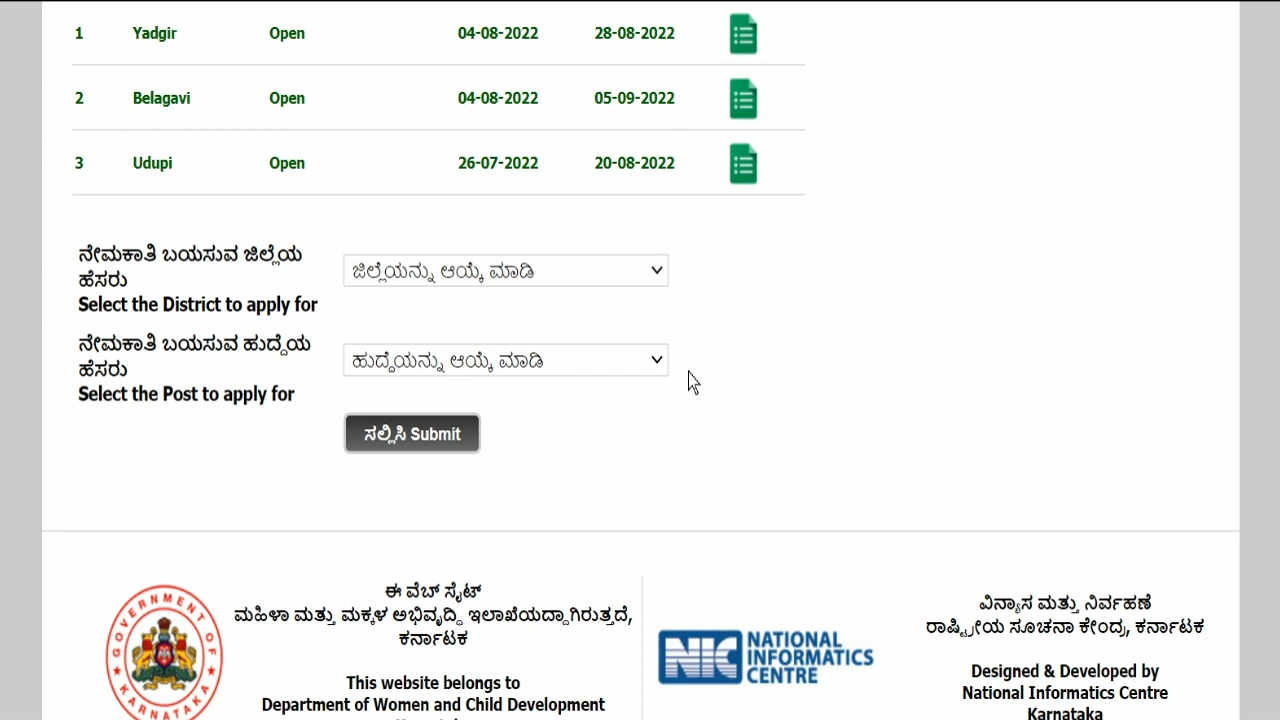 1 Yadgir Open 04-08-2022 28-08-2022
2 Belagavi Open 04-08-2022 05-09-2022
3 Udupi Open 26-07-2022 20-08-2022
ನೇಮಕಾತಿ ಬಯಸುವ ಜಿಲ್ಲೆಯ
ಹೆಸರು
Select the District to apply for
ಜಿಲ್ಲೆಯನ್ನು ಆಯ್ಕೆ ಮಾಡಿ
ನೇಮಕಾತಿ ಬಯಸುವ ಹುದ್ದೆಯ
ಹೆಸರು
Select the Post to apply for
ಹುದ್ದೆಯನ್ನು ಆಯ್ಕೆ ಮಾಡಿ
ಸಲ್ಲಿಸಿ Submit
GOVERNMENT OF
KARNATAKA
ಈ ವೆಬ್ ಸೈಟ್
ಮಹಿಳಾ ಮತ್ತು ಮಕ್ಕಳ ಅಭಿವೃದ್ದಿ ಇಲಾಖೆಯದ್ದಾಗಿರುತ್ತದೆ,
ಕರ್ನಾಟಕ
This website belongs to
Department of Women and Child Development
NIC NATIONAL
INFORMATICS
CENTRE
ವಿನ್ಯಾಸ ಮತ್ತು ನಿರ್ವಹಣೆ
ರಾಷ್ಟ್ರೀಯ ಸೂಚನಾ ಕೇಂದ್ರ, ಕರ್ನಾಟಕ
Designed & Developed by
National Informatics Centre
Karnataka